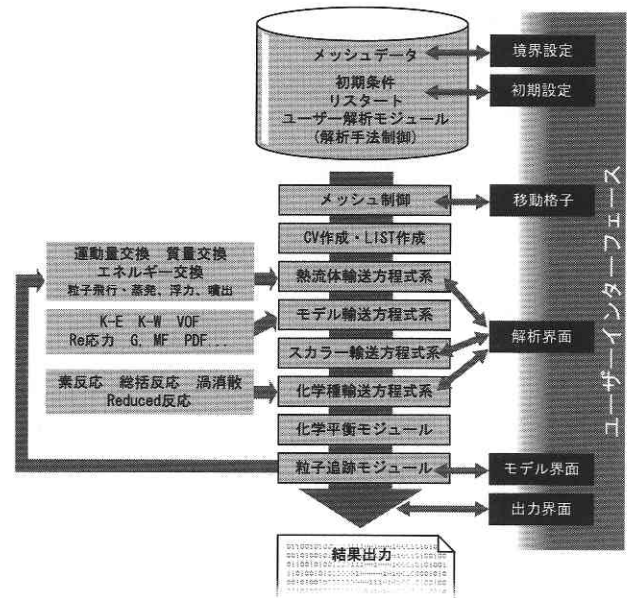 メッシュデータ
境界設定
初期条件
初期設定
リスタート
ユーザー解析モジュール
(解析手法制御)
メッシュ制御
移動格子
CV作成・LIST作成
運動量交換 質量交換
エネルギー交換
粒子飛行・蒸発、浮力、噴出
熱流体輸送方程式系
K-E K-W VOF
Re応力 G, MF PDF...
モデル輸送方程式系
解析界面
スカラー輸送方程式系
素反応 総括反応 渦消散
Reduced反応
化学種輸送方程式系
化学平衡モジュール
粒子追跡モジュール
モデル界面
出力界面
結果出力
ユーザーインターフェース